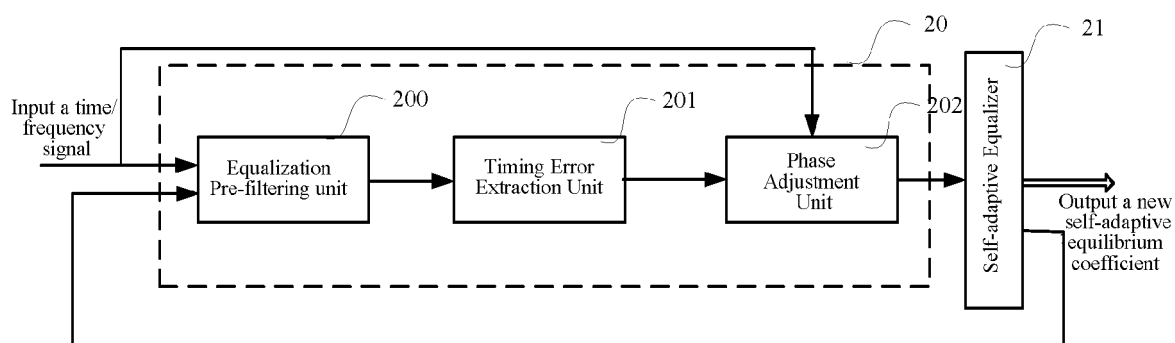 20
21
Input a time/
frequency
signal
200
201
202
Equalization
Pre-filtering unit
Timing Error
Extraction Unit
Phase
Adjustment
Unit
Self-adaptive Equalizer
Output a new
self-adaptive
equilibrium
coefficient